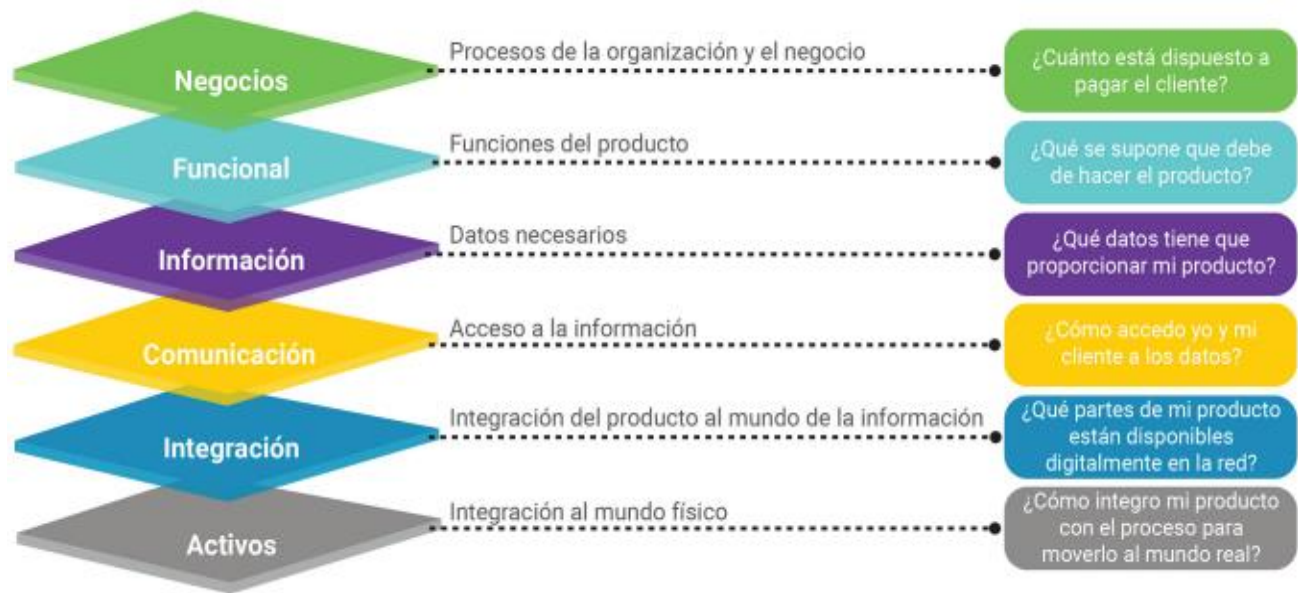 Negocios
Procesos de la organización y el negocio
¿Cuánto está dispuesto a
pagar el cliente?
Funcional
Funciones del producto
¿Qué se supone que debe
de hacer el producto?
Información
Datos necesarios
¿Qué datos tiene que
proporcionar mi producto?
Comunicación
Acceso a la información
¿Cómo accedo yo y mi
cliente a los datos?
Integración
Integración del producto al mundo de la información
¿Qué partes de mi producto
están disponibles
digitalmente en la red?
Activos
Integración al mundo físico
¿Cómo integro mi producto
con el proceso para
moverlo al mundo real?